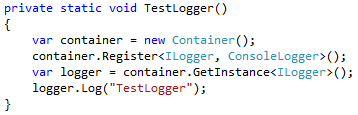 private static void TestLogger()
{
    var container = new Container();
    container.Register<ILogger, ConsoleLogger>();
    var logger = container.GetInstance<ILogger>();
    logger.Log("TestLogger");
}